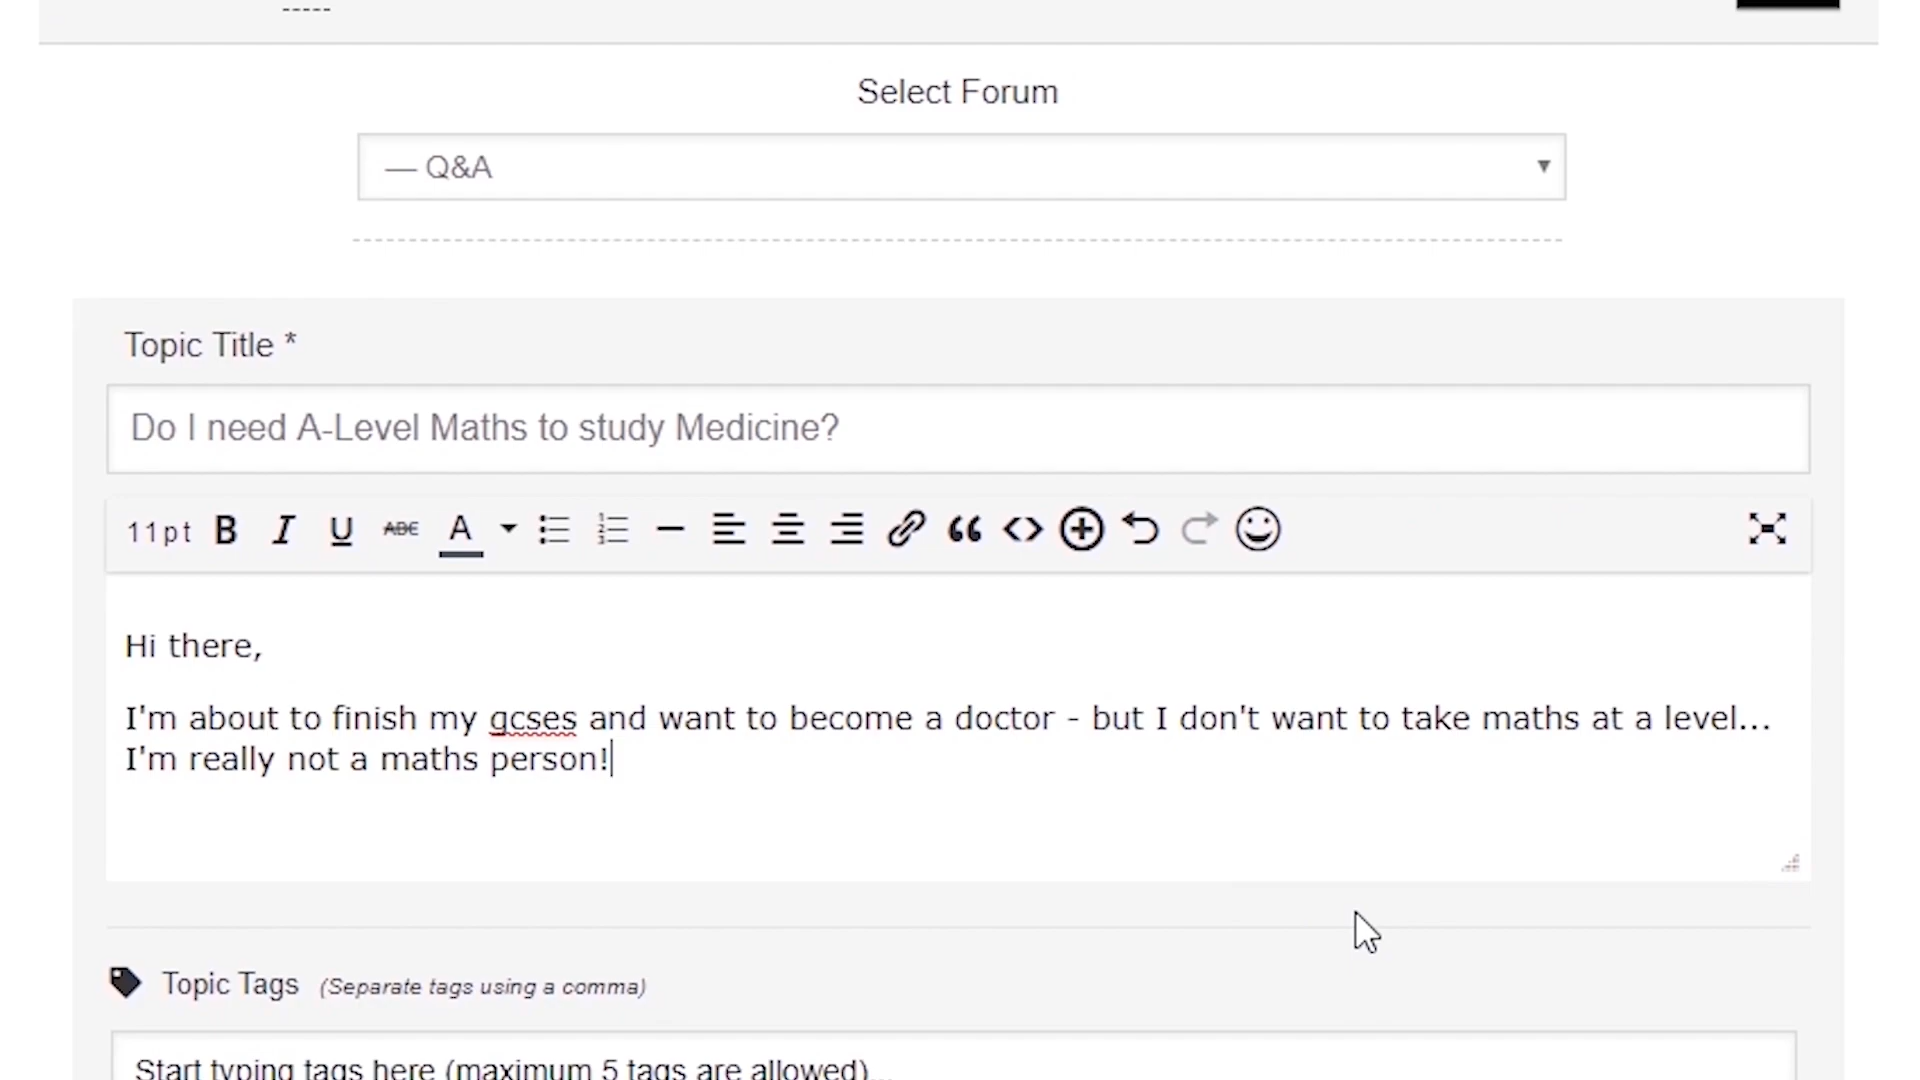 Select Forum
— Q&A
Topic Title *
Do I need A-Level Maths to study Medicine?
11pt B I U ABC A
Hi there,
I'm about to finish my gcses and want to become a doctor - but I don't want to take maths at a level...
I'm really not a maths person!
Topic Tags (Separate tags using a comma)
Start typing tags here (maximum 5 tags are allowed)...